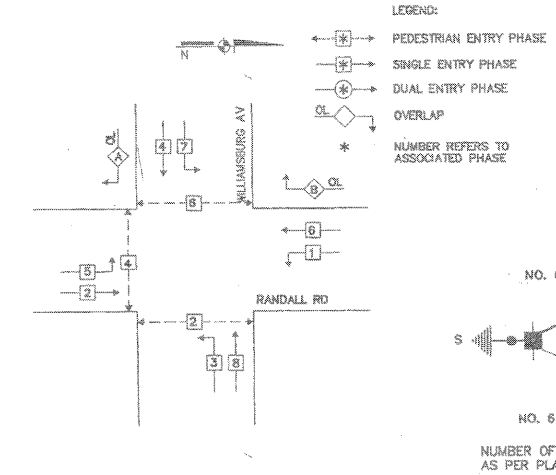 LEGEND:
* PEDESTRIAN ENTRY PHASE
* SINGLE ENTRY PHASE
* DUAL ENTRY PHASE
OL OVERLAP
* NUMBER REFERS TO
ASSOCIATED PHASE
N
WILLIAMSBURG AV
OL
A
4 7
B OL
6
6
1
4
5
2
RANDALL RD
2
3 8
NO.
S
NO. 6
NUMBER OF
AS PER